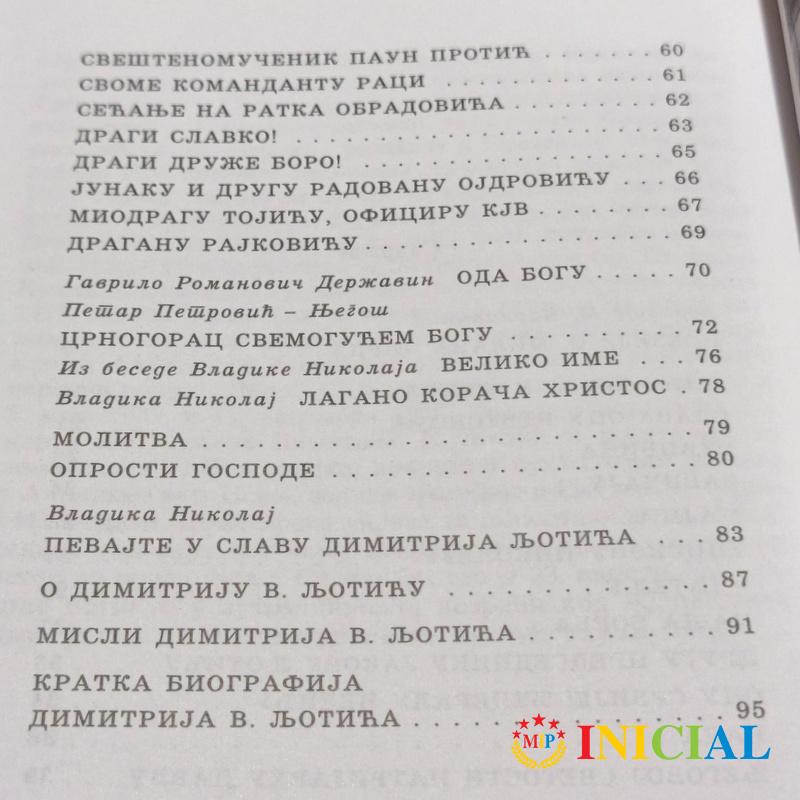 СВЕШТЕНОМУЧЕНИК ПАУН ПРОТИЋ . . . . . . . 60
СВОМЕ КОМАНДАНТУ РАЦИ . . . . . . . . . . . . 61
СЕЋАЊЕ НА РАТКА ОБРАДОВИЋА . . . . . . . . . 62
ДРАГИ СЛАВКО! . . . . . . . . . . . . . . . . . . . . . 63
ДРАГИ ДРУЖЕ БОРО! . . . . . . . . . . . . . . . . . 65
ЈУНАКУ И ДРУГУ РАДОВАНУ ОЈДРОВИЋУ . . . 66
МИОДРАГУ ТОЈИЋУ, ОФИЦИРУ КЈВ . . . . . . . . 67
ДРАГАНУ РАЈКОВИЋУ . . . . . . . . . . . . . . . . . 69
Гаврило Романович Державин ОДА БОГУ . . . . . 70
Петар Петровић – Његош
ЦРНОГОРАЦ СВЕМОГУЋЕМ БОГУ . . . . . . . . . . 72
Из беседе Владике Николаја ВЕЛИКО ИМЕ . . . 76
Владика Николај ЛАГАНО КОРАЧА ХРИСТОС . 78
МОЛИТВА . . . . . . . . . . . . . . . . . . . . . . . . . 79
ОПРОСТИ ГОСПОДЕ . . . . . . . . . . . . . . . . . . . 80
Владика Николај
ПЕВАЈТЕ У СЛАВУ ДИМИТРИЈА ЉОТИЋА . . . . 83
О ДИМИТРИЈУ В. ЉОТИЋУ . . . . . . . . . . . . . . 87
МИСЛИ ДИМИТРИЈА В. ЉОТИЋА . . . . . . . . . . 91
КРАТКА БИОГРАФИЈА
ДИМИТРИЈА В. ЉОТИЋА . . . . . . . . . . . . . . . . 95
MIP INICIAL